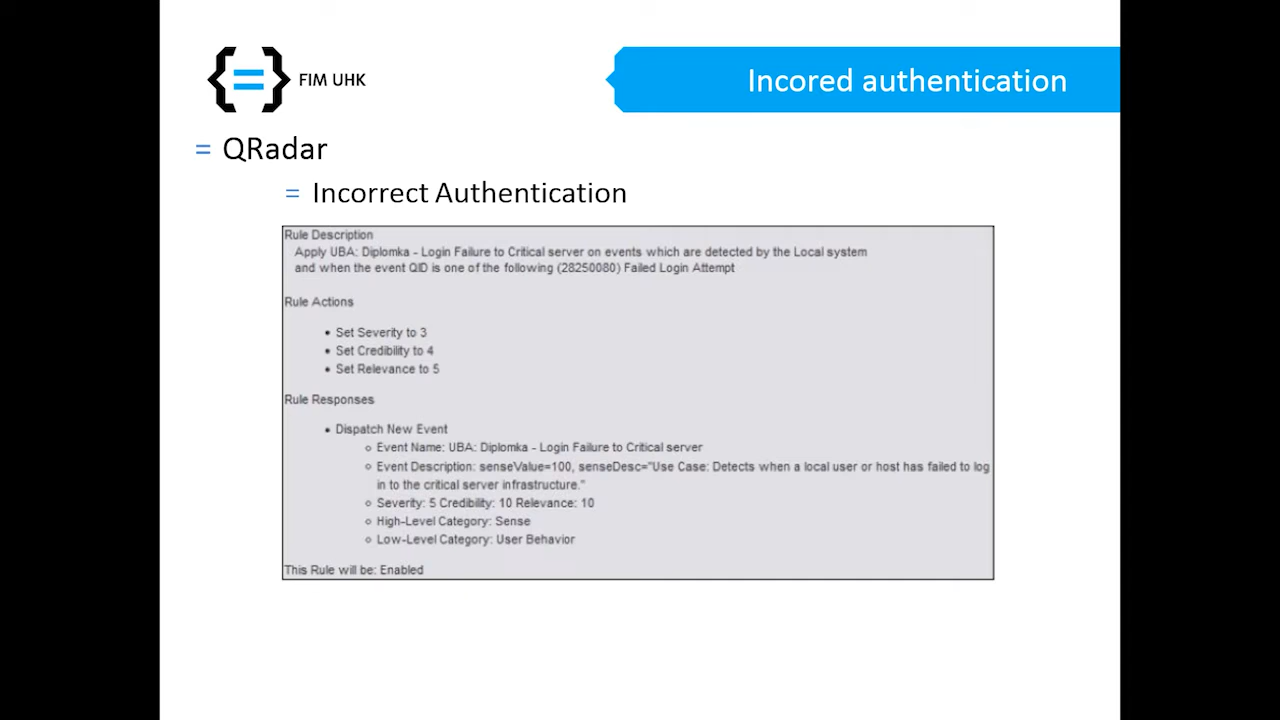 FIM UHK
Incored authentication
= QRadar
= Incorrect Authentication
Rule Description
Apply UBA: Diplomka - Login Failure to Critical server on events which are detected by the Local system
and when the event QID is one of the following (28250080) Failed Login Attempt
Rule Actions
• Set Severity to 3
• Set Credibility to 4
• Set Relevance to 5
Rule Responses
• Dispatch New Event
○ Event Name: UBA: Diplomka - Login Failure to Critical server
○ Event Description: senseValue=100, senseDesc="Use Case: Detects when a local user or host has failed to log
in to the critical server infrastructure."
○ Severity: 5 Credibility: 10 Relevance: 10
○ High-Level Category: Sense
○ Low-Level Category: User Behavior
This Rule will be: Enabled